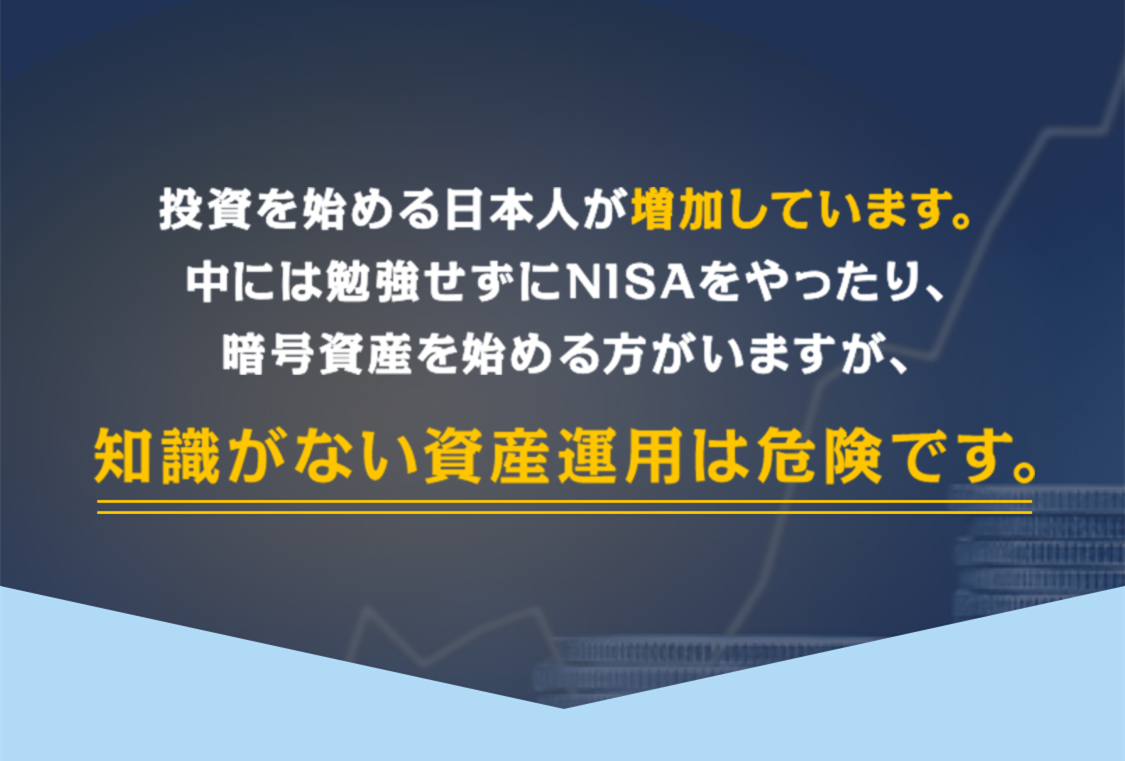 投資を始める日本人が増加しています。
中には勉強せずにNISAをやったり、
暗号資産を始める方がいますが、
知識がない資産運用は危険です。